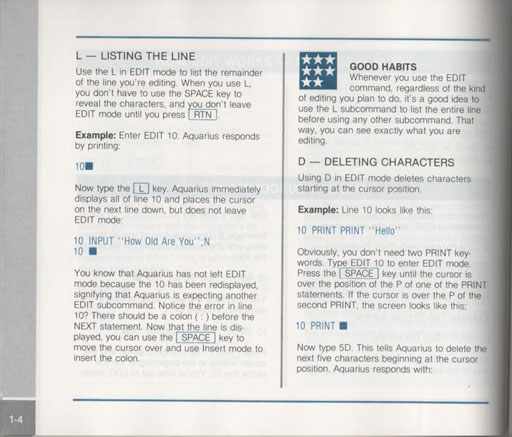 L — LISTING THE LINE
Use the L in EDIT mode to list the remainder
of the line you're editing. When you use L,
you don't have to use the SPACE key to
reveal the characters, and you don't leave
EDIT mode until you press RTN .
Example: Enter EDIT 10. Aquarius responds
by printing:
10■
Now type the L key. Aquarius immediately
displays all of line 10 and places the cursor
on the next line down, but does not leave
EDIT mode:
10 INPUT ''How Old Are You'';N
10 ■
You know that Aquarius has not left EDIT
mode because the 10 has been redisplayed,
signifying that Aquarius is expecting another
EDIT subcommand. Notice the error in line
10? There should be a colon ( : ) before the
NEXT statement. Now that the line is dis-
played, you can use the SPACE key to
move the cursor over and use Insert mode to
insert the colon.
GOOD HABITS
Whenever you use the EDIT
command, regardless of the kind
of editing you plan to do, it's a good idea to
use the L subcommand to list the entire line
before using any other subcommand. That
way, you can see exactly what you are
editing.
D — DELETING CHARACTERS
Using D in EDIT mode deletes characters
starting at the cursor position.
Example: Line 10 looks like this:
10 PRINT PRINT ''Hello''
Obviously, you don't need two PRINT key-
words. Type EDIT 10 to enter EDIT mode.
Press the SPACE key until the cursor is
over the position of the P of one of the PRINT
statements. If the cursor is over the P of the
second PRINT, the screen looks like this:
10 PRINT ■
Now type 5D. This tells Aquarius to delete the
next five characters beginning at the cursor
position. Aquarius responds with:
1-4